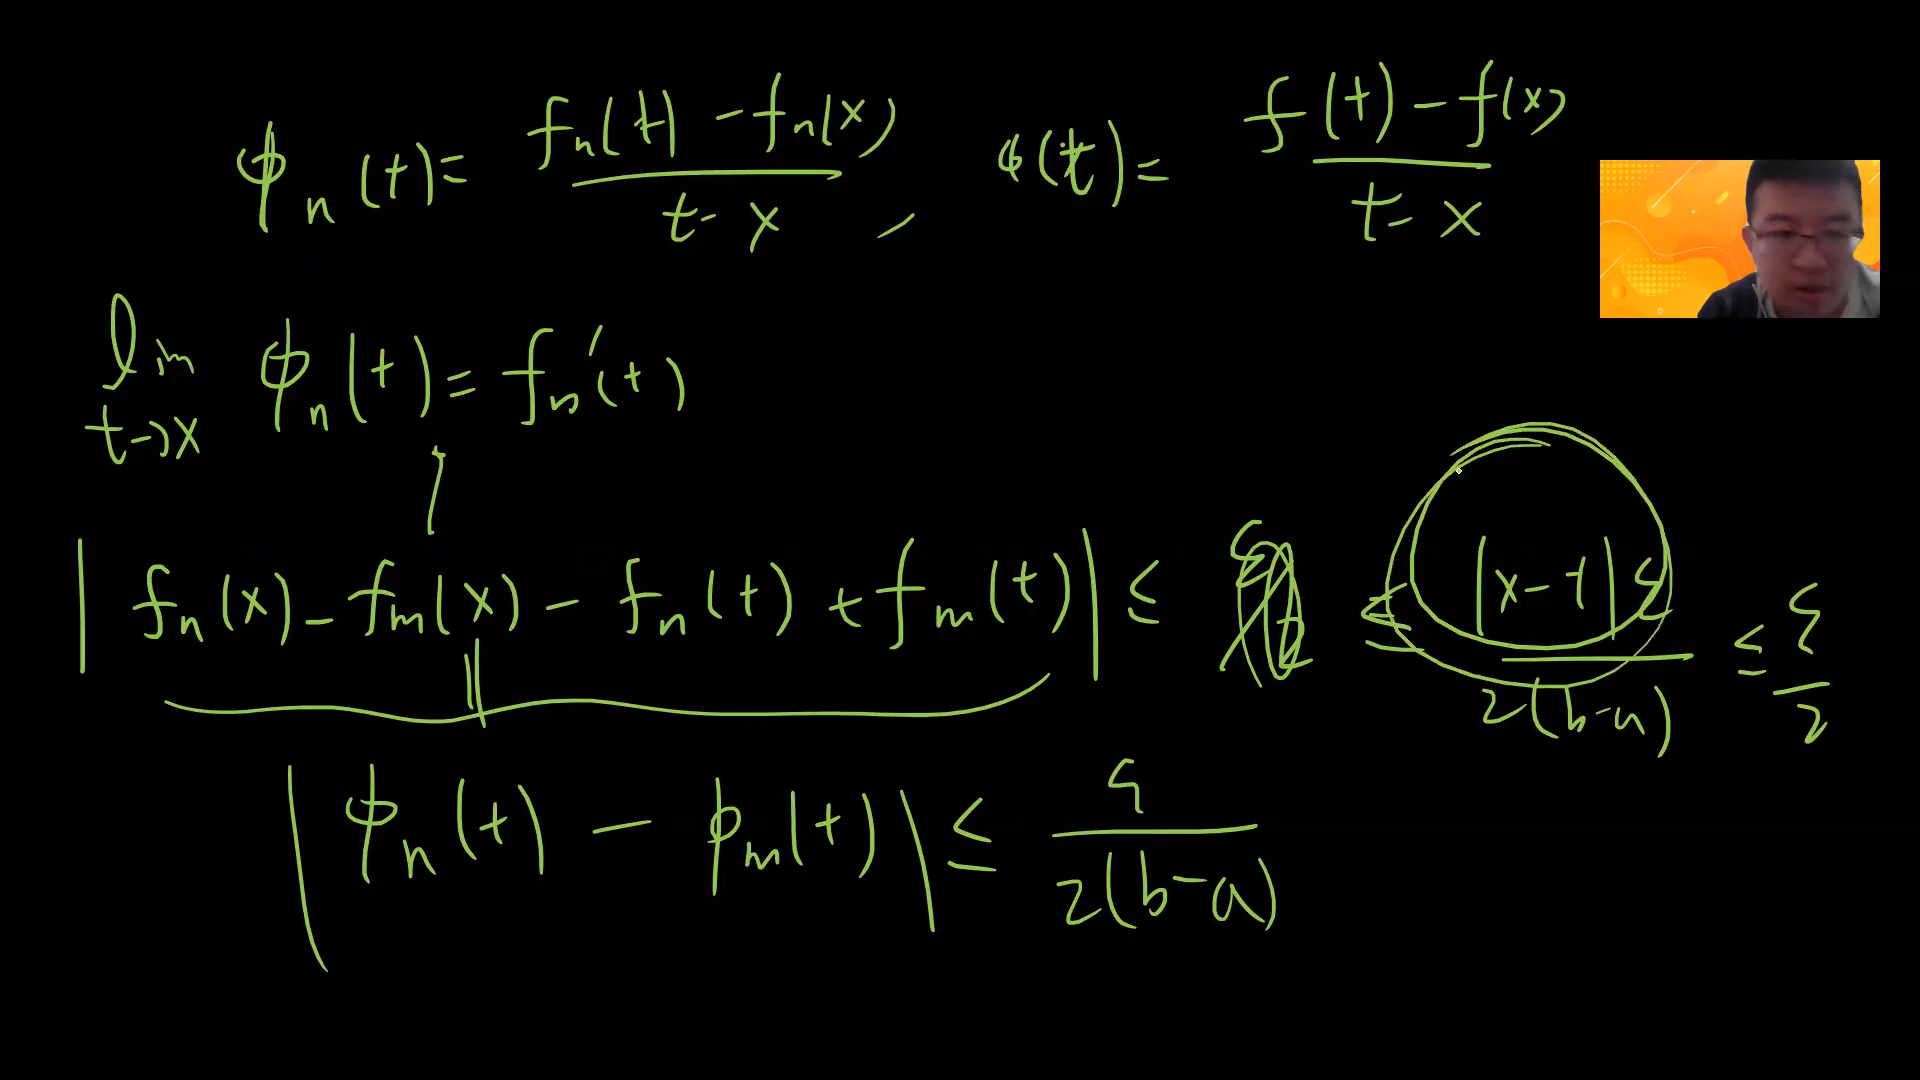 ϕₙ(t) = (fₙ(t) - fₙ(x)) / (t - x), ϕ(t) = (f(t) - f(x)) / (t - x)
lim t→x ϕₙ(t) = fₙ'(t)
|fₙ(x) - fₘ(x) - fₙ(t) + fₘ(t)| ≤ ≤ |x - t| ε / 2(b-a) ≤ ε / 2
|ϕₙ(t) - ϕₘ(t)| ≤ ε / 2(b-a)